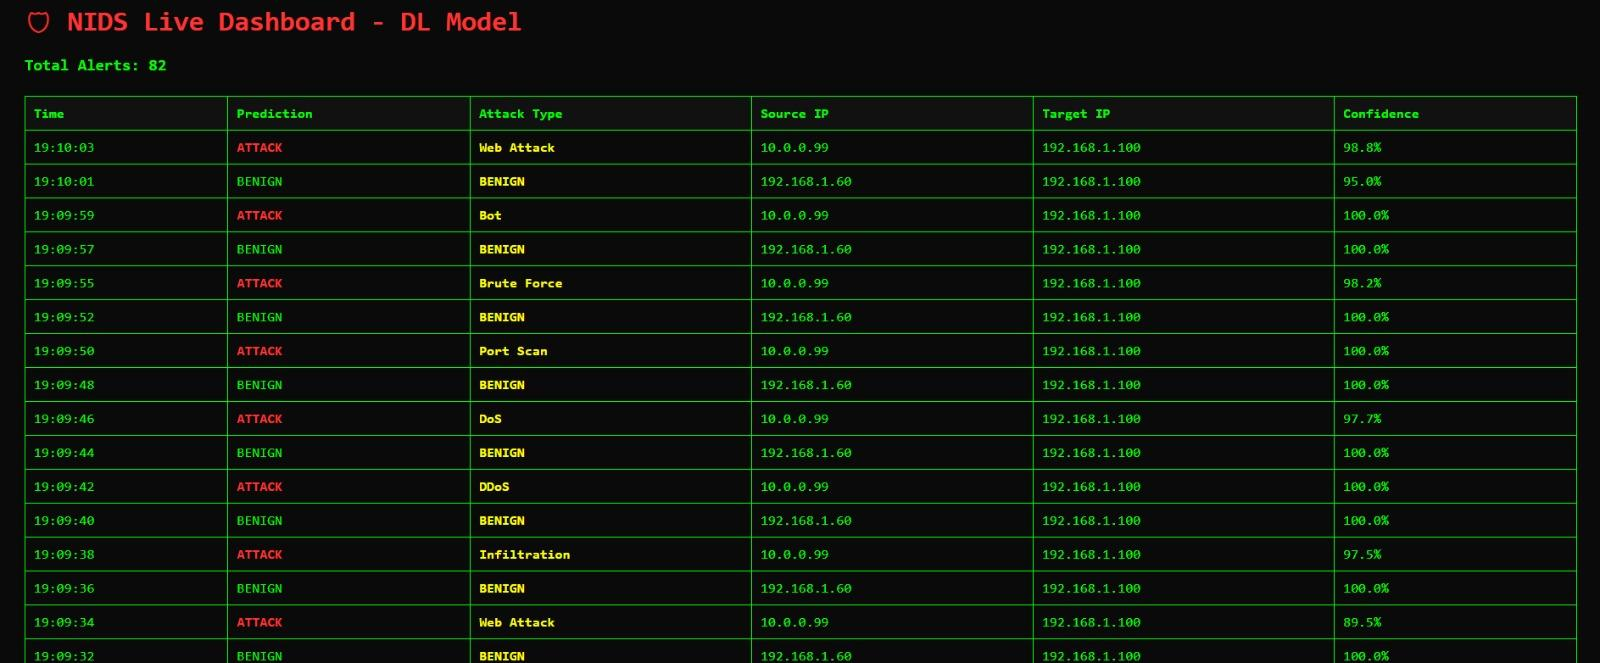 NIDS Live Dashboard - DL Model
Total Alerts: 82
Time Prediction Attack Type Source IP Target IP Confidence
19:10:03 ATTACK Web Attack 10.0.0.99 192.168.1.100 98.8%
19:10:01 BENIGN BENIGN 192.168.1.60 192.168.1.100 95.0%
19:09:59 ATTACK Bot 10.0.0.99 192.168.1.100 100.0%
19:09:57 BENIGN BENIGN 192.168.1.60 192.168.1.100 100.0%
19:09:55 ATTACK Brute Force 10.0.0.99 192.168.1.100 98.2%
19:09:52 BENIGN BENIGN 192.168.1.60 192.168.1.100 100.0%
19:09:50 ATTACK Port Scan 10.0.0.99 192.168.1.100 100.0%
19:09:48 BENIGN BENIGN 192.168.1.60 192.168.1.100 100.0%
19:09:46 ATTACK DoS 10.0.0.99 192.168.1.100 97.7%
19:09:44 BENIGN BENIGN 192.168.1.60 192.168.1.100 100.0%
19:09:42 ATTACK DDoS 10.0.0.99 192.168.1.100 100.0%
19:09:40 BENIGN BENIGN 192.168.1.60 192.168.1.100 100.0%
19:09:38 ATTACK Infiltration 10.0.0.99 192.168.1.100 97.5%
19:09:36 BENIGN BENIGN 192.168.1.60 192.168.1.100 100.0%
19:09:34 ATTACK Web Attack 10.0.0.99 192.168.1.100 89.5%
19:09:32 BENIGN BENIGN 192.168.1.60 192.168.1.100 100.0%